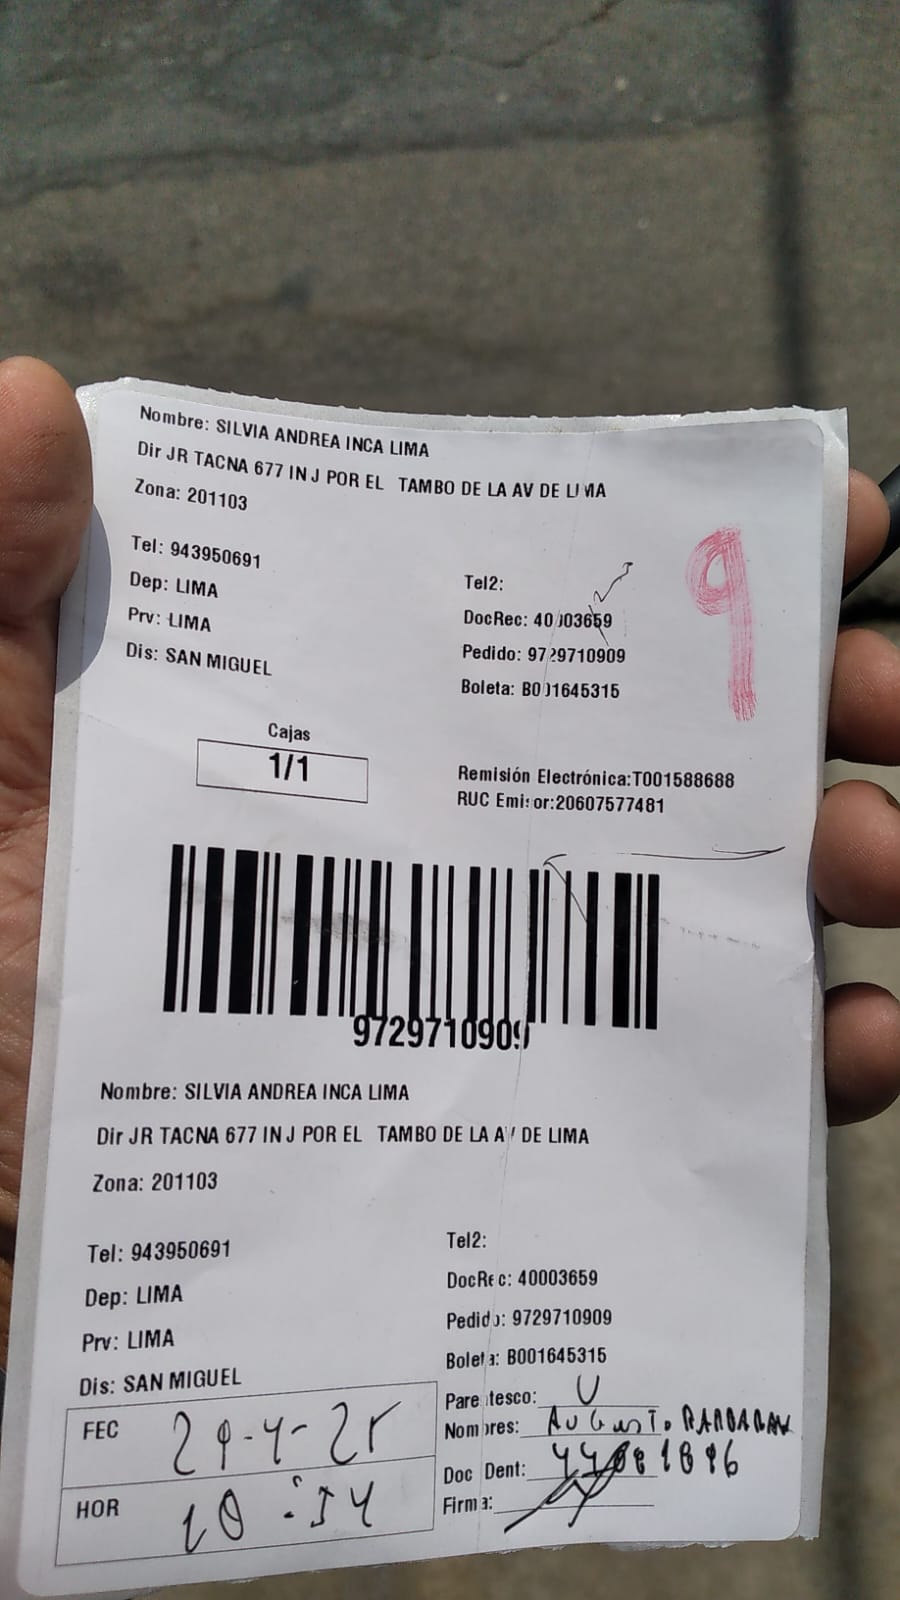 Nombre: SILVIA ANDREA INCA LIMA
Dir JR TACNA 677 IN J POR EL TAMBO DE LA AV DE LIMA
Zona: 201103
Tel: 943950691
Tel2:
Dep: LIMA
DocRec: 40003659
Prv: LIMA
Pedido: 9729710909
Dis: SAN MIGUEL
Boleta: B001645315
9
Cajas
1/1
Remisión Electrónica:T001588688
RUC Emisor:20607577481
9729710909
Nombre: SILVIA ANDREA INCA LIMA
Dir JR TACNA 677 IN J POR EL TAMBO DE LA AV DE LIMA
Zona: 201103
Tel: 943950691
Tel2:
Dep: LIMA
DocRec: 40003659
Prv: LIMA
Pedido: 9729710909
Dis: SAN MIGUEL
Boleta: B001645315
Parentesco: U
FEC 29-4-25
Nombres: AUGUSTO
Doc Dent:
HOR 10:54
Firma: